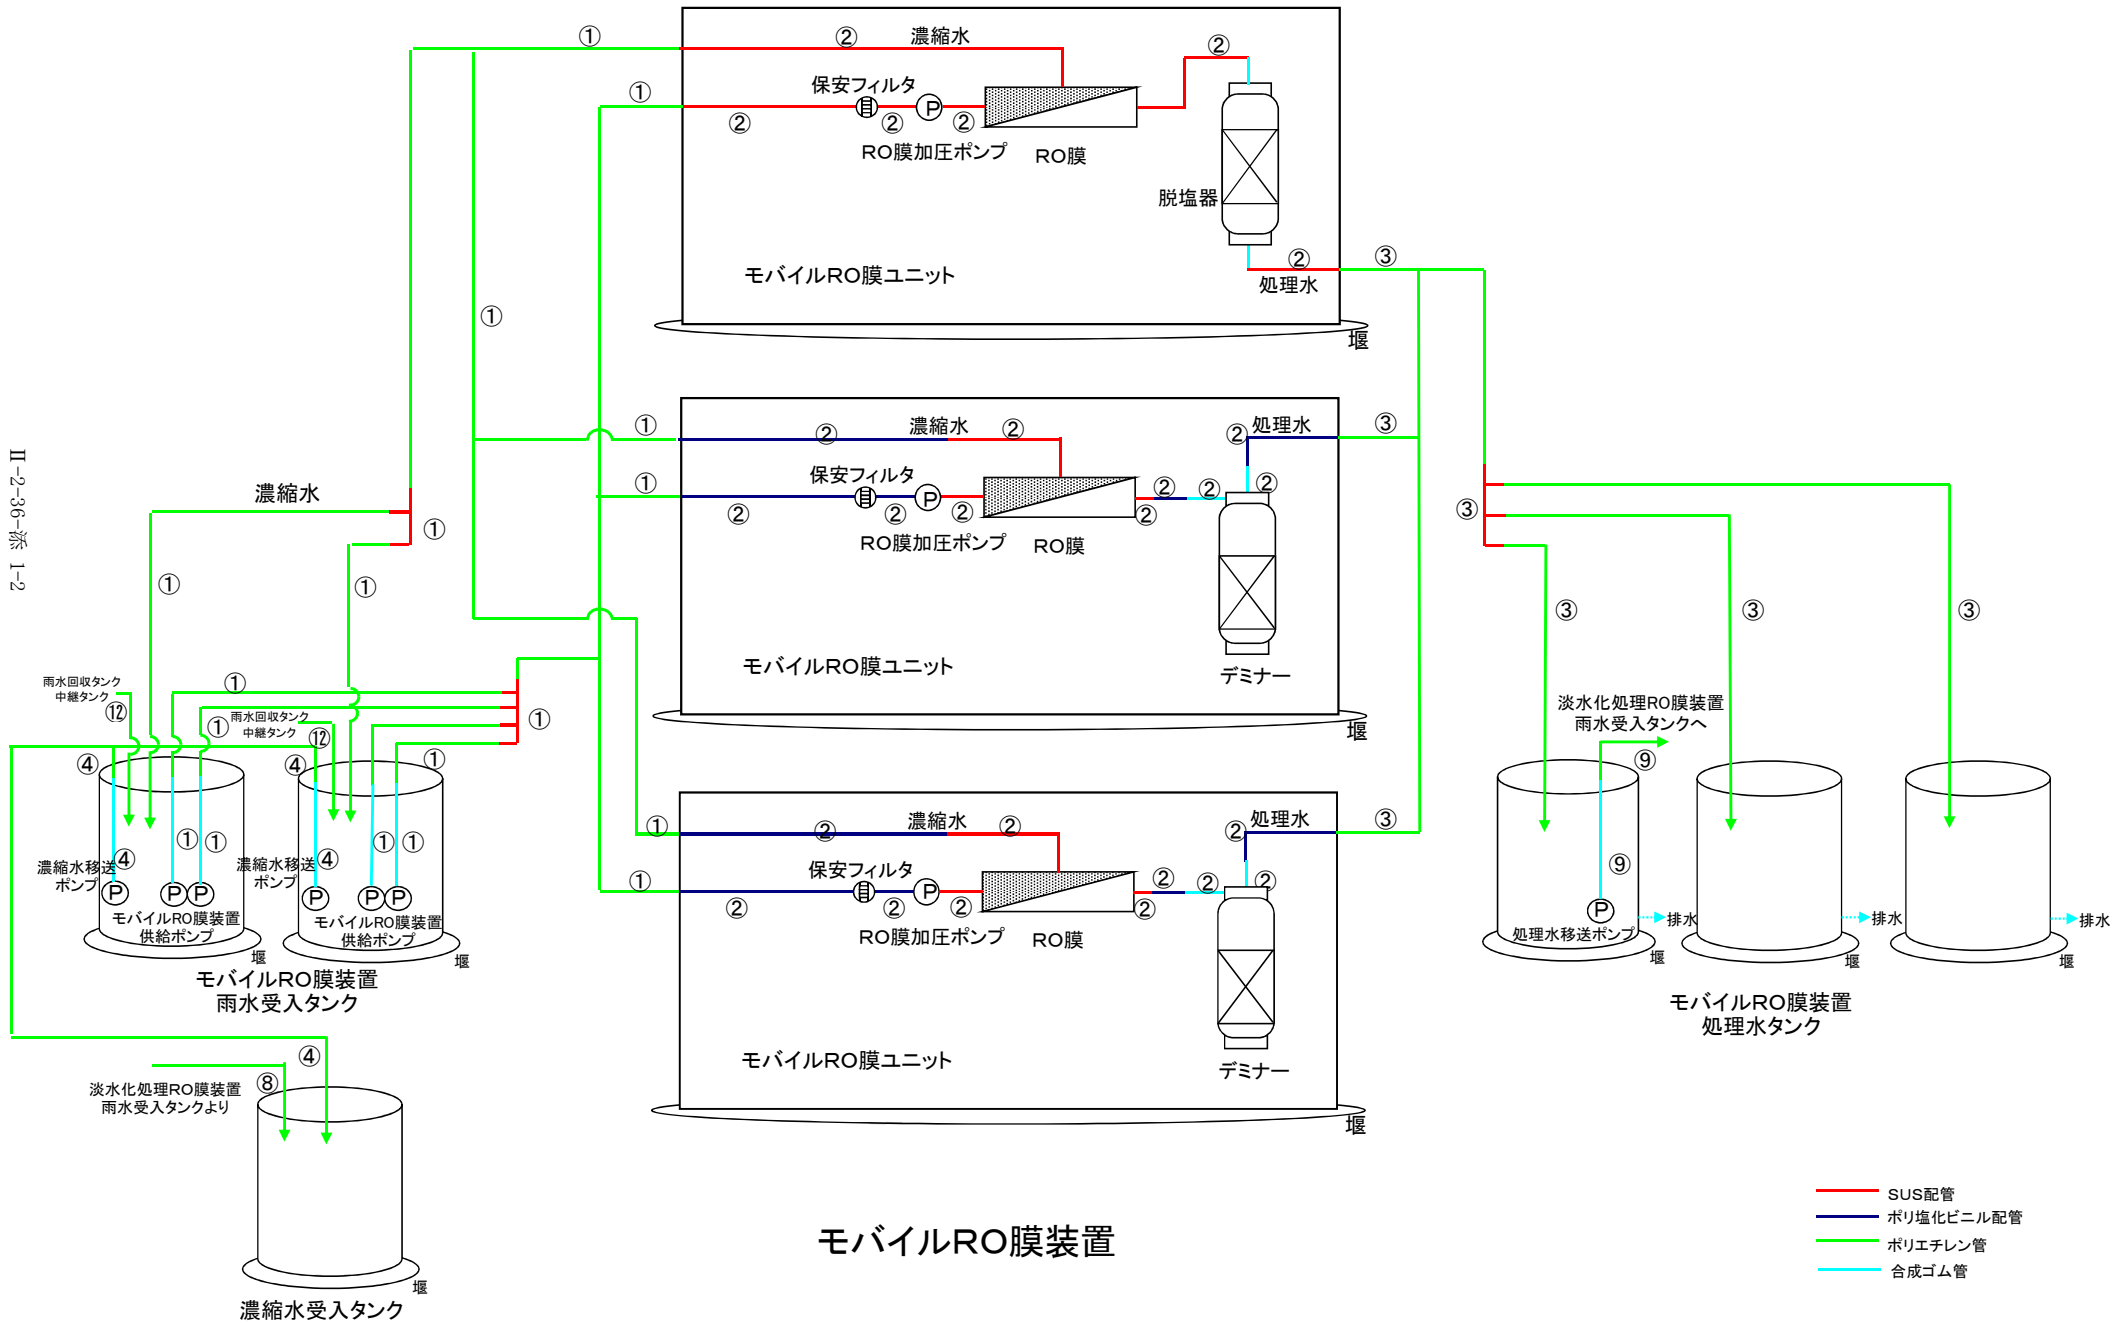 Ⅱ-2-36-添 1-2
①
②
濃縮水
②
①
保安フィルタ
②
②
②
RO膜加圧ポンプ
RO膜
脱塩器
②
処理水
③
モバイルRO膜ユニット
堰
①
①
②
濃縮水
②
①
保安フィルタ
②
②
②
RO膜加圧ポンプ
RO膜
②
②
②
②
②
処理水
③
デミナー
モバイルRO膜ユニット
堰
①
②
濃縮水
②
①
保安フィルタ
②
②
②
RO膜加圧ポンプ
RO膜
②
②
②
②
②
処理水
③
デミナー
モバイルRO膜ユニット
堰
濃縮水
①
①
①
雨水回収タンク
中継タンク
⑫
①
①
雨水回収タンク
中継タンク
⑫
①
①
④
④
①
①
①
①
④
④
濃縮水移送
ポンプ
濃縮水移送
ポンプ
P
P
P
P
P
P
モバイルRO膜装置
供給ポンプ
モバイルRO膜装置
供給ポンプ
堰
堰
モバイルRO膜装置
雨水受入タンク
④
⑧
淡水化処理RO膜装置
雨水受入タンクより
堰
濃縮水受入タンク
③
③
③
③
淡水化処理RO膜装置
雨水受入タンクへ
⑨
⑨
P
処理水移送ポンプ
排水
排水
排水
堰
堰
堰
モバイルRO膜装置
処理水タンク
P
P
P
モバイルRO膜装置
SUS配管
ポリ塩化ビニル配管
ポリエチレン管
合成ゴム管